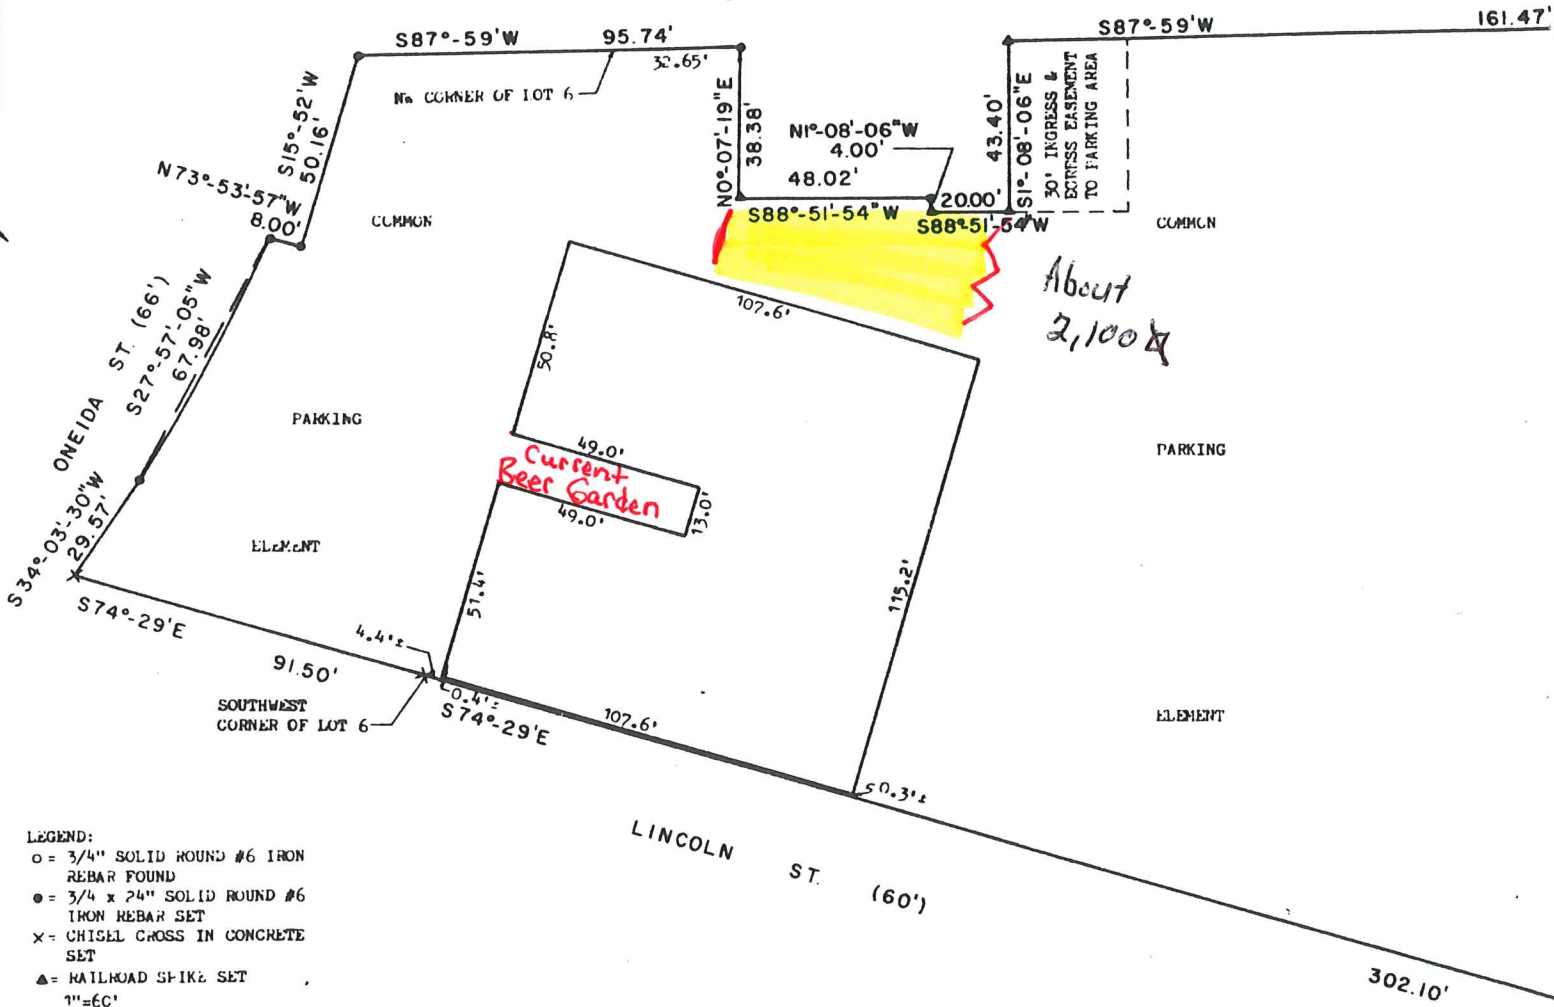 S87°-59'W 95.74'
32.65'
CORNER OF LOT 6
S15°-52'W
50.16'
N73°-53'-57"W
8.00'
COMMON
N0°-07'-19"E
38.38'
N1°-08'-06"W
4.00'
48.02'
20.00'
S88°-51'-54"W
S88°-51'-54"W
43.40'
S1°-08'-06"E
S87°-59'W 161.47'
30' INGRESS &
EGRESS EASEMENT
TO PARKING AREA
COMMON
About
2,100
107.6'
50.8'
ONEIDA ST. (66')
S27°-57'-05"W
67.98'
PARKING
PARKING
49.0'
Current
Beer Garden
49.0'
13.0'
S34°-03'-30"W
29.57'
ELEMENT
51.4'
115.2'
S74°-29'E
91.50'
4.4'±
0.4'±
SOUTHWEST
CORNER OF LOT 6
S74°-29'E
107.6'
0.3'±
ELEMENT
LINCOLN ST. (60')
302.10'
LEGEND:
o = 3/4" SOLID ROUND #6 IRON
REBAR FOUND
● = 3/4 x 24" SOLID ROUND #6
IRON REBAR SET
X = CHISEL CROSS IN CONCRETE
SET
▲ = RAILROAD SPIKE SET
1"=60'